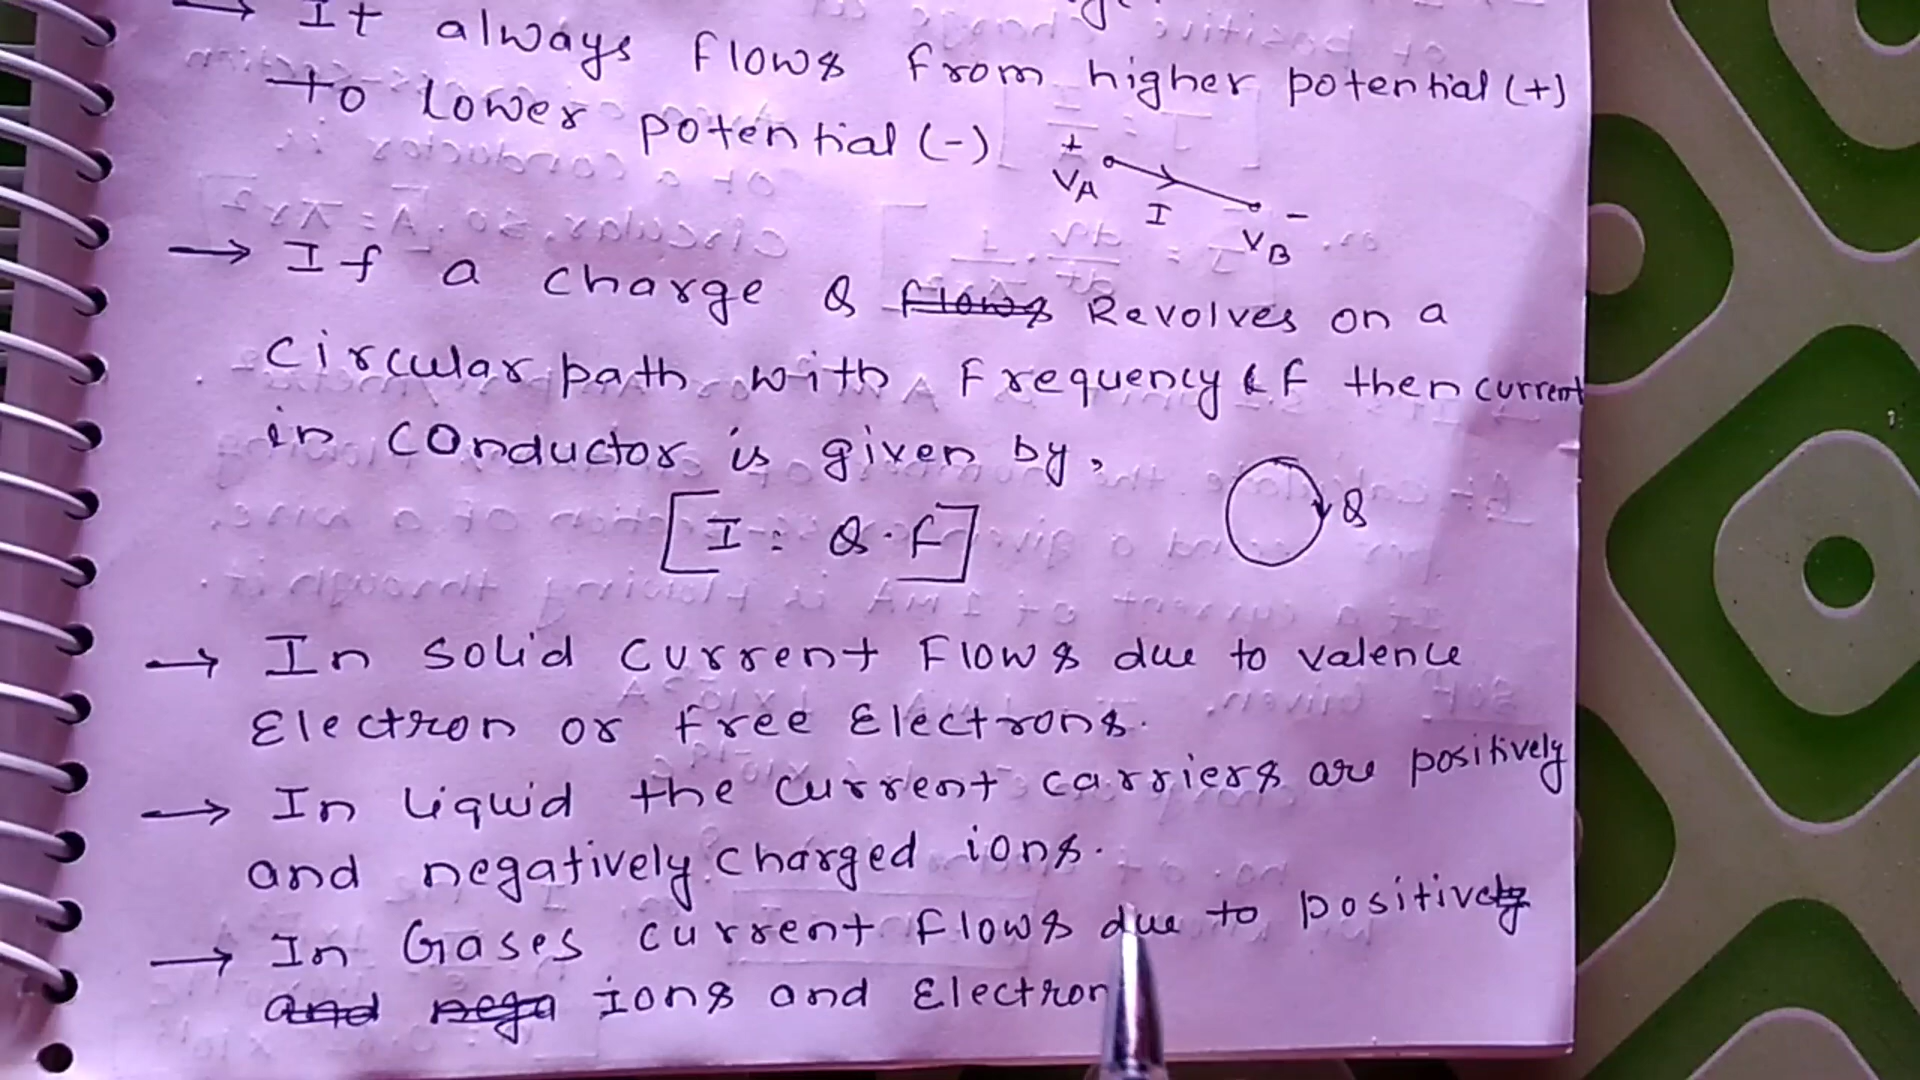 → It always flows from higher potential (+)
to Lower potential (-)
+
VA
I
-
VB
→ If a charge Q flows Revolves on a
circular path with frequency f then current
in conductor is given by,
[I = Q.f]
Q
→ In solid current flows due to valence
Electron or free Electrons.
→ In liquid the current carriers are positively
and negatively charged ions.
→ In Gases current flows due to positively
and nega ions and Electron